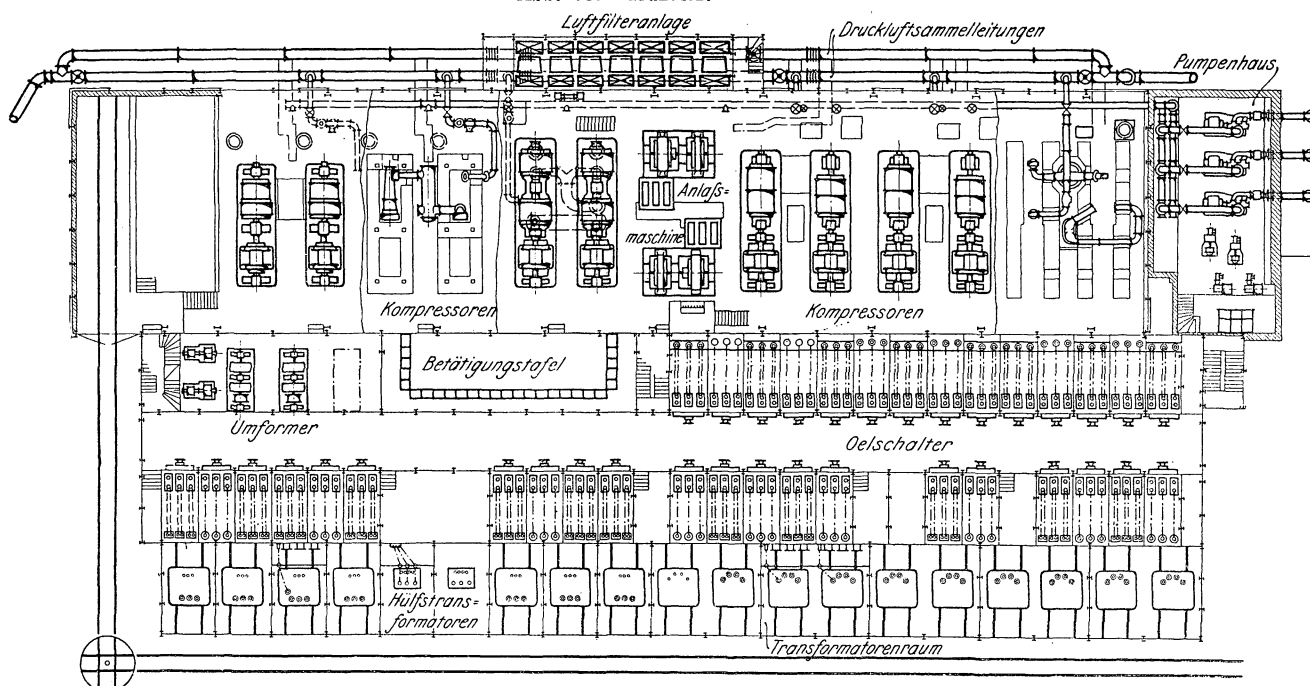 Luftfilteranlage
Druckluftsammelleitungen
Pumpenhaus
Anlaß=
maschine
Kompressoren
Kompressoren
Betätigungstafel
Umformer
Oelschalter
Hülfstrans=
formatoren
Transformatorenraum